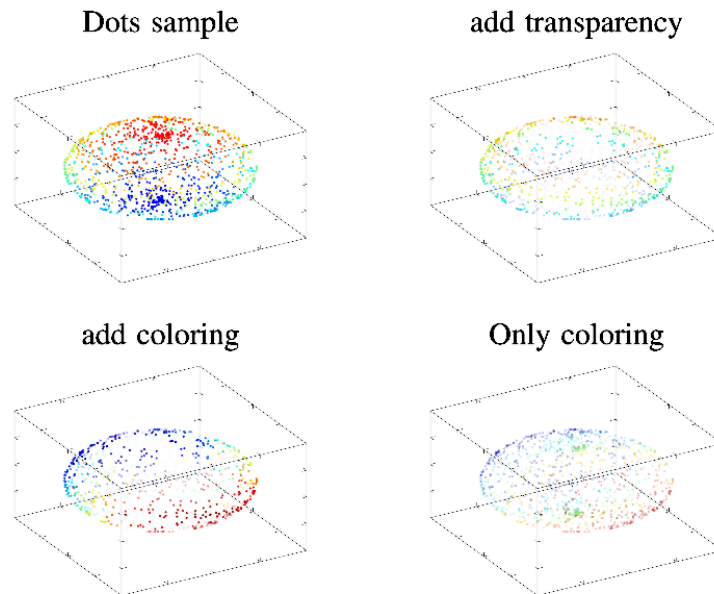 Dots sample
add transparency
add coloring
Only coloring